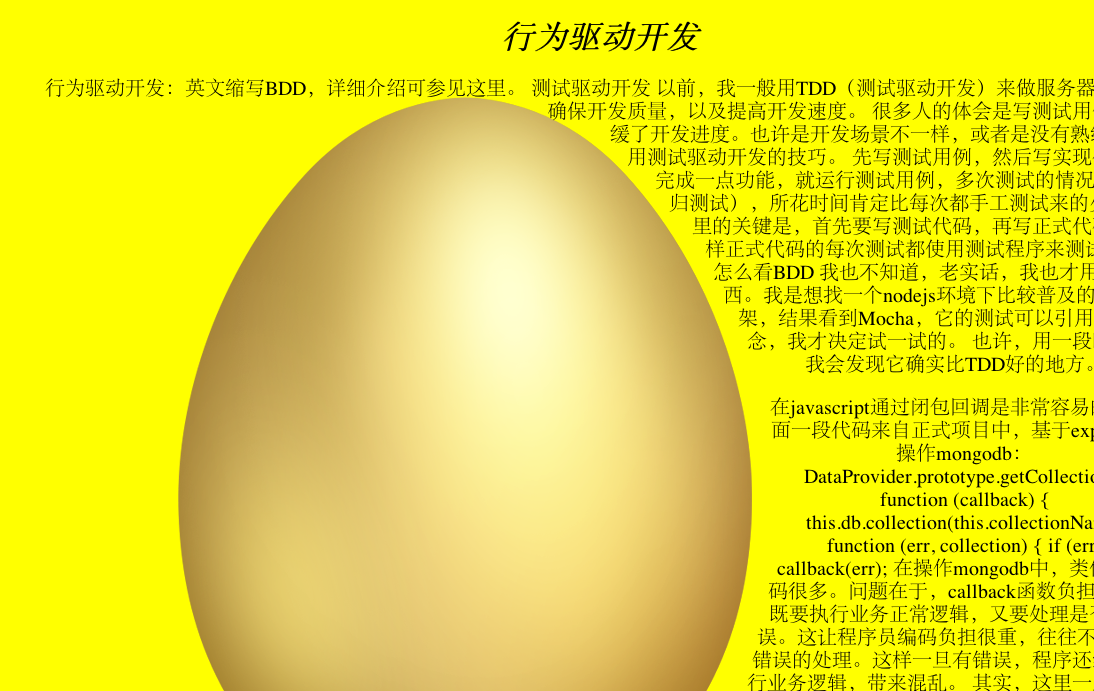 行为驱动开发
行为驱动开发：英文缩写BDD，详细介绍可参见这里。 测试驱动开发 以前，我一般用TDD（测试驱动开发）来做服务器
确保开发质量，以及提高开发速度。 很多人的体会是写测试用
缓了开发进度。也许是开发场景不一样，或者是没有熟
用测试驱动开发的技巧。 先写测试用例，然后写实现
完成一点功能，就运行测试用例，多次测试的情况
归测试），所花时间肯定比每次都手工测试来的
里的关键是，首先要写测试代码，再写正式代
样正式代码的每次测试都使用测试程序来测
怎么看BDD 我也不知道，老实话，我也才用
西。我是想找一个nodejs环境下比较普及的
架，结果看到Mocha，它的测试可以引用
念，我才决定试一试的。 也许，用一段
我会发现它确实比TDD好的地方。
在javascript通过闭包回调是非常容易
面一段代码来自正式项目中，基于exp
操作mongodb：
DataProvider.prototype.getCollectio
function (callback) {
this.db.collection(this.collectionNa
function (err, collection) { if (err
callback(err); 在操作mongodb中，类
码很多。问题在于，callback函数负担
既要执行业务正常逻辑，又要处理是
误。这让程序员编码负担很重，往往不
错误的处理。这样一旦有错误，程序还
行业务逻辑，带来混乱。 其实，这里一